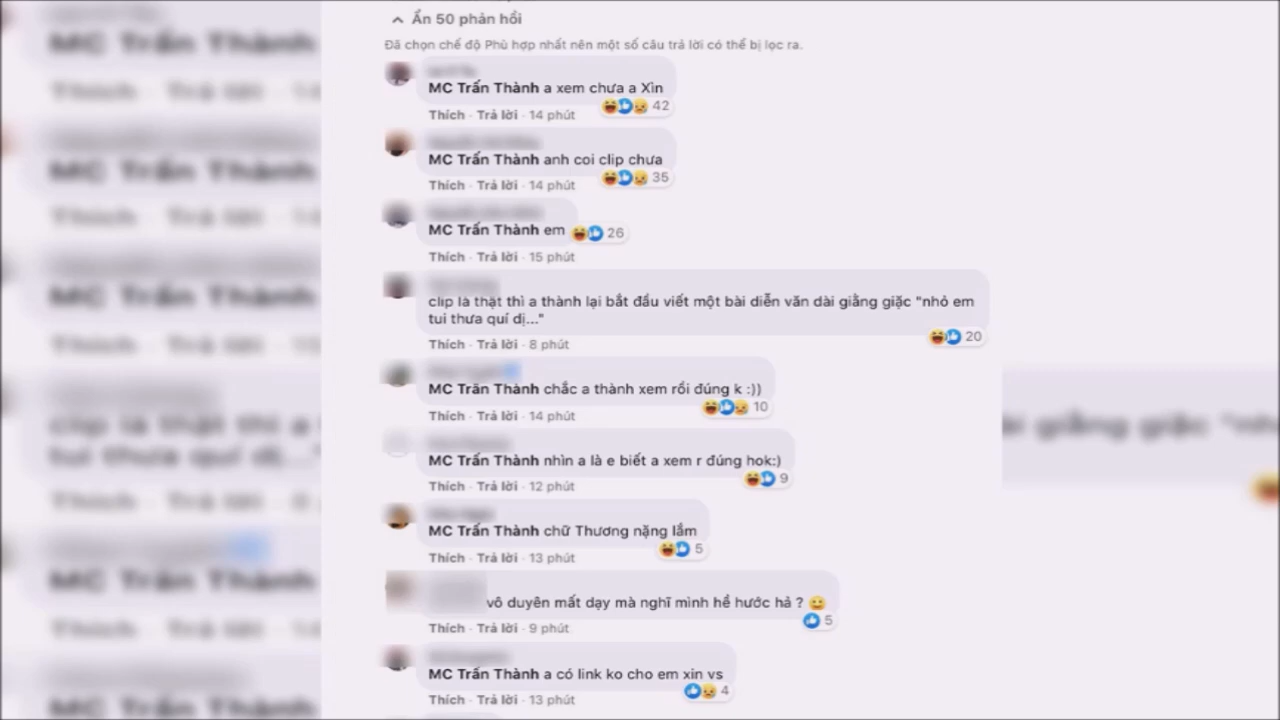 Ẩn 50 phản hồi
Đã chọn chế độ Phù hợp nhất nên một số câu trả lời có thể bị lọc ra.
MC Trấn Thành a xem chưa a Xìn
42
Thích · Trả lời · 14 phút
MC Trấn Thành anh coi clip chưa
35
Thích · Trả lời · 14 phút
MC Trấn Thành em
26
Thích · Trả lời · 15 phút
clip là thật thì a thành lại bắt đầu viết một bài diễn văn dài giằng giặc "nhỏ em
tui thưa quí dị..."
20
Thích · Trả lời · 8 phút
MC Trấn Thành chắc a thành xem rồi đúng k :))
10
Thích · Trả lời · 14 phút
MC Trấn Thành nhìn a là e biết a xem r đúng hok:)
9
Thích · Trả lời · 12 phút
MC Trấn Thành chữ Thương nặng lắm
5
Thích · Trả lời · 13 phút
vô duyên mất dạy mà nghĩ mình hề hước hả ?
5
Thích · Trả lời · 9 phút
MC Trấn Thành a có link ko cho em xin vs
4
Thích · Trả lời · 13 phút